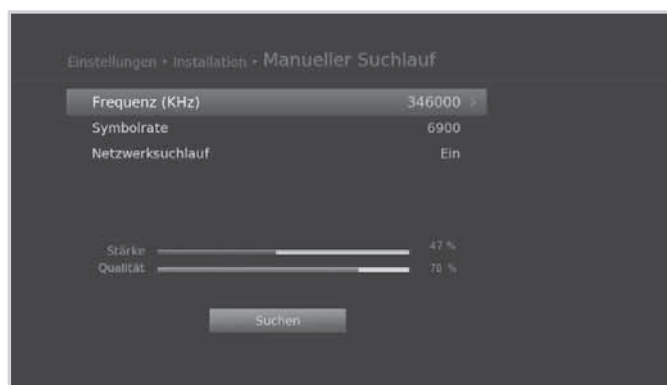 Einstellungen • Installation • Manueller Suchlauf
Frequenz (KHz) 346000 >
Symbolrate 6900
Netzwerksuchlauf Ein
Stärke 47 %
Qualität 70 %
Suchen